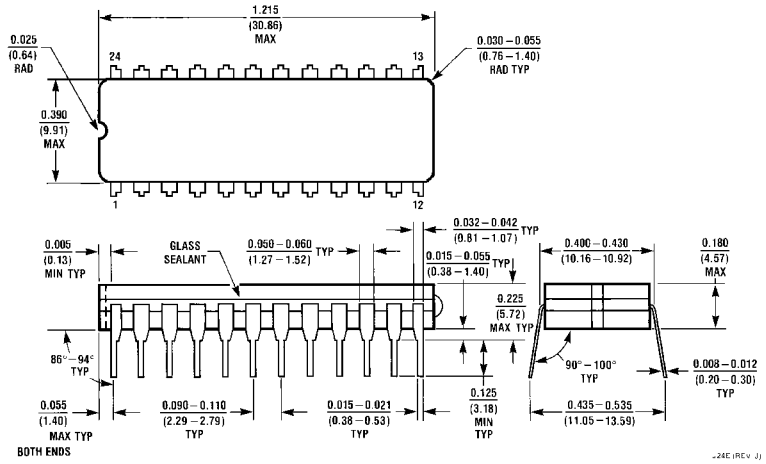 1.215
(30.86)
MAX
0.025
(0.64)
RAD
24
13
0.030–0.055
(0.76–1.40)
RAD TYP
0.390
(9.91)
MAX
1
12
0.005
(0.13)
MIN TYP
GLASS
SEALANT
0.050–0.060 TYP
(1.27–1.52)
0.032–0.042 TYP
(0.81–1.07)
0.015–0.055 TYP
(0.38–1.40)
0.400–0.430
(10.16–10.92)
0.180
(4.57)
MAX
0.225
(5.72)
MAX TYP
86°–94°
TYP
90°–100°
TYP
0.008–0.012
(0.20–0.30)
TYP
0.055
(1.40)
MAX TYP
BOTH ENDS
0.090–0.110
(2.29–2.79)
TYP
0.015–0.021
(0.38–0.53)
TYP
0.125
(3.18)
MIN
TYP
0.435–0.535
(11.05–13.59)
24E (REV J)